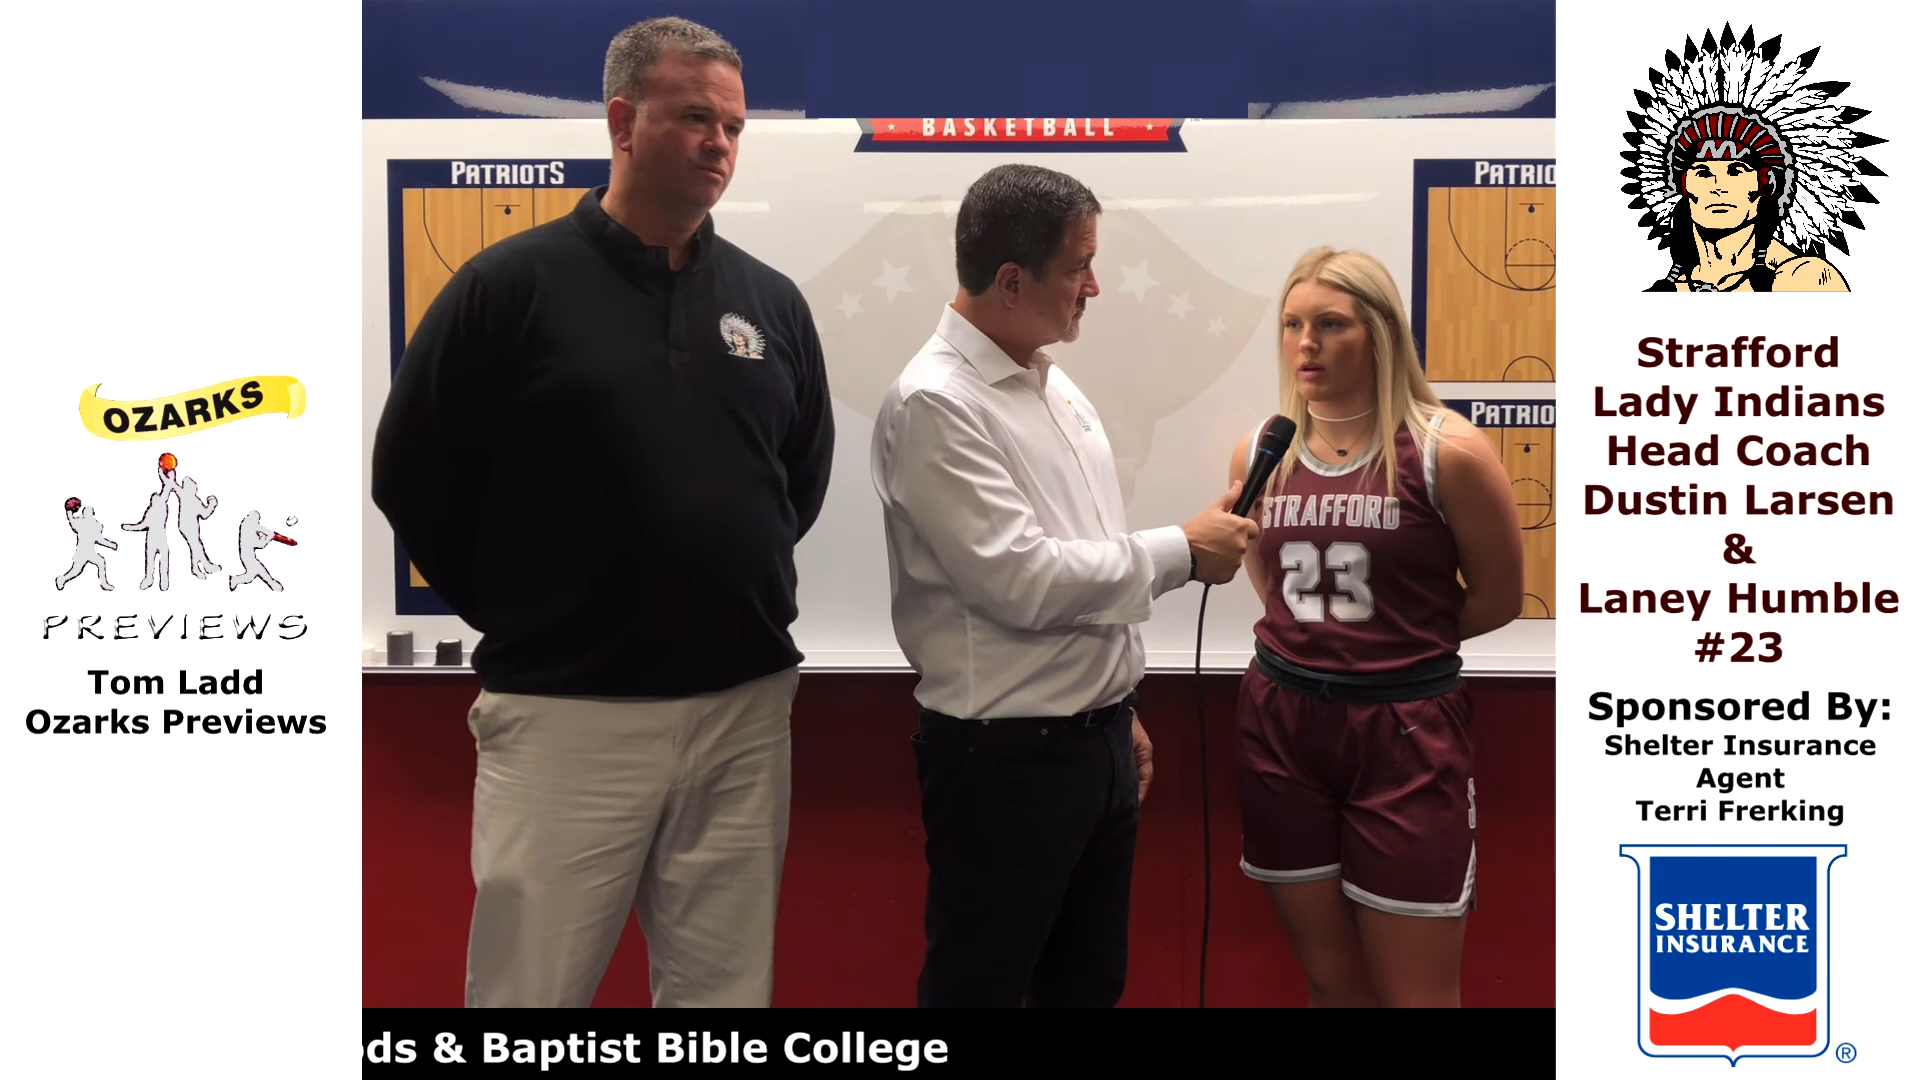 OZARKS
PREVIEWS
Tom Ladd
Ozarks Previews
BASKETBALL
PATRIOTS
PATRIO
PATRIO
STRAFFORD
23
ds & Baptist Bible College
Strafford
Lady Indians
Head Coach
Dustin Larsen
&
Laney Humble
#23
Sponsored By:
Shelter Insurance
Agent
Terri Frerking
SHELTER
INSURANCE
®